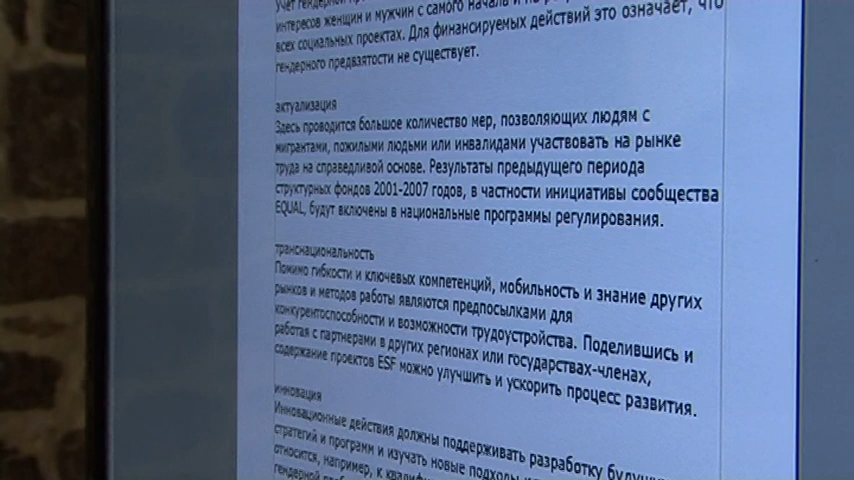 Учет гендерной
интересов женщин и мужчин с самого начала и на
всех социальных проектах. Для финансируемых действий это означает, что
гендерного предвзятости не существует.
актуализация
Здесь проводится большое количество мер, позволяющих людям с
мигрантами, пожилыми людьми или инвалидами участвовать на рынке
труда на справедливой основе. Результаты предыдущего периода
структурных фондов 2001-2007 годов, в частности инициативы сообщества
EQUAL, будут включены в национальные программы регулирования.
транснациональность
Помимо гибкости и ключевых компетенций, мобильность и знание других
рынков и методов работы являются предпосылками для
конкурентоспособности и возможности трудоустройства. Поделившись и
работая с партнерами в других регионах или государствах-членах,
содержание проектов ESF можно улучшить и ускорить процесс развития.
инновация
Инновационные действия должны поддерживать разработку
стратегий и программ и изучать новые подходы
относится, например, к
гендерной